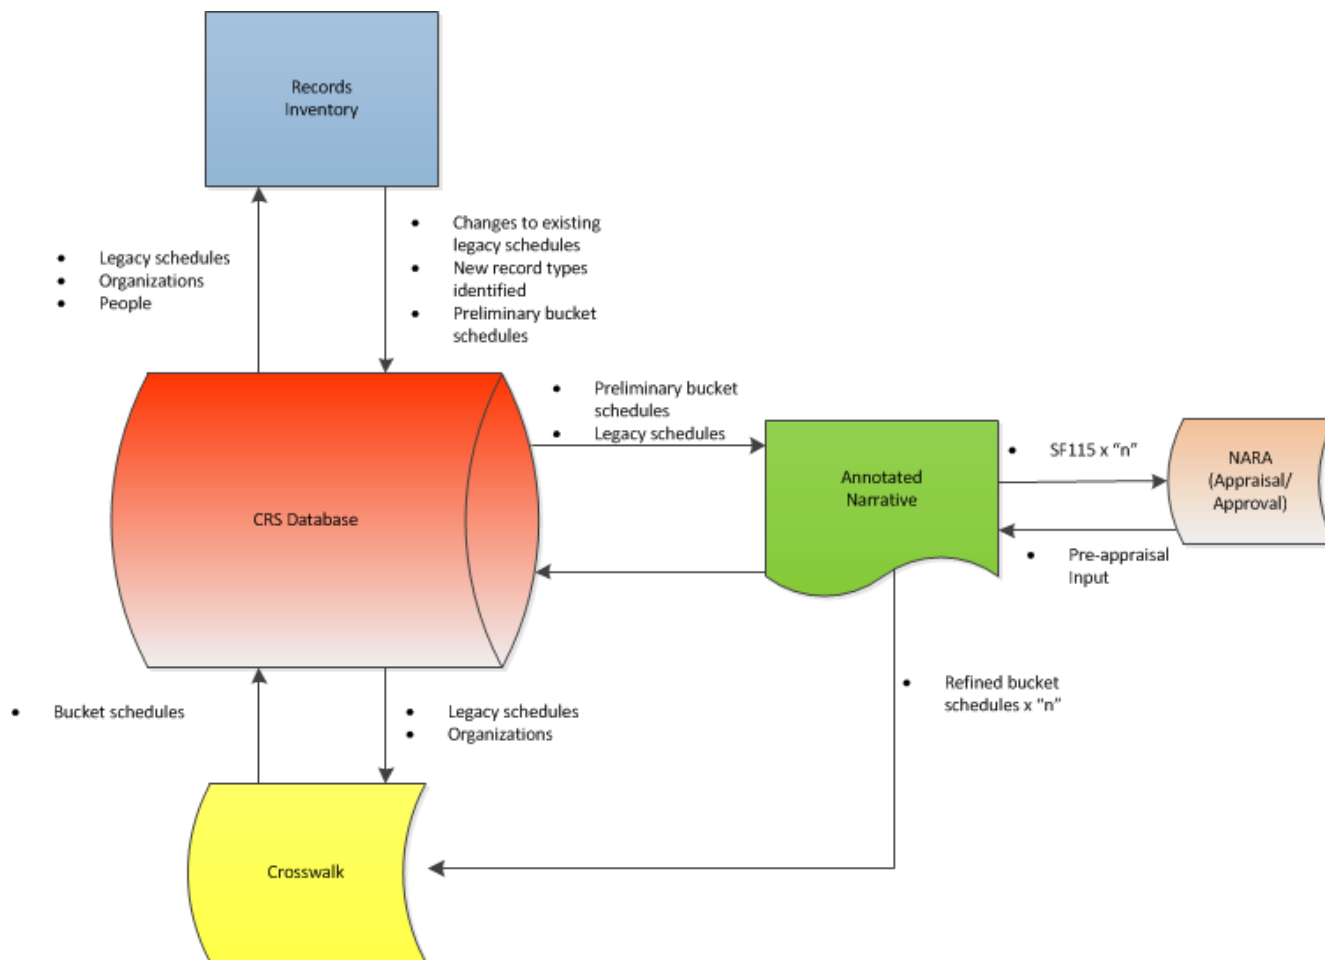 Records
Inventory
• Changes to existing
legacy schedules
• New record types
identified
• Preliminary bucket
schedules
• Legacy schedules
• Organizations
• People
• Preliminary bucket
schedules
• Legacy schedules
CRS Database
Annotated
Narrative
• SF115 x “n”
NARA
(Appraisal/
Approval)
• Pre-appraisal
Input
• Refined bucket
schedules x “n”
• Bucket schedules
• Legacy schedules
• Organizations
Crosswalk